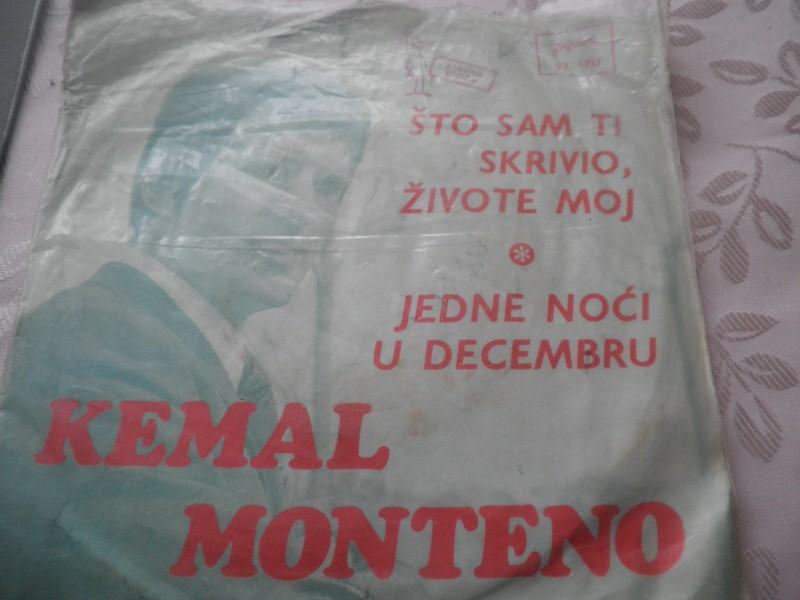 ŠTO SAM TI
SKRIVIO,
ŽIVOTE MOJ
JEDNE NOĆI
U DECEMBRU
KEMAL
MONTENO